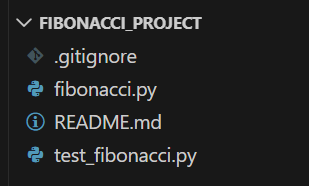 FIBONACCI_PROJECT
.gitignore
fibonacci.py
README.md
test_fibonacci.py